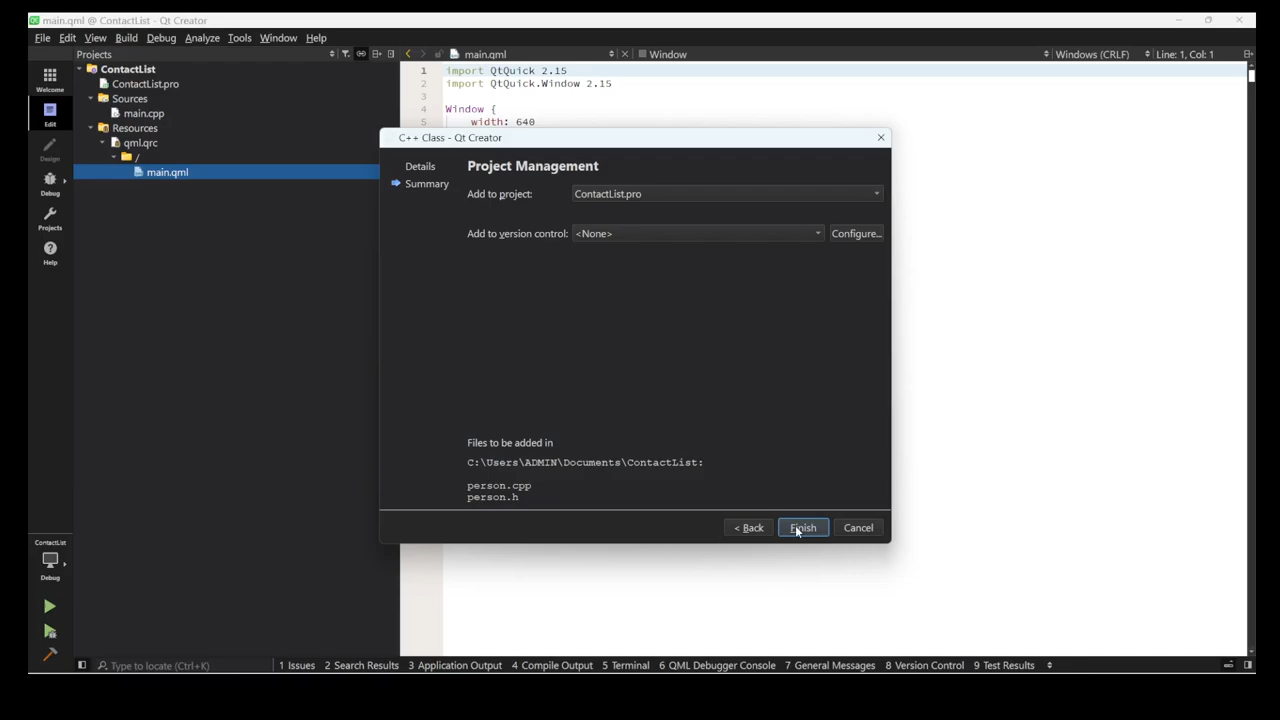 main.qml @ ContactList - Qt Creator
File Edit View Build Debug Analyze Tools Window Help
Projects
main.qml
Window
Windows (CRLF)
Line: 1, Col: 1
Welcome
Edit
Design
Debug
Projects
Help
ContactList
ContactList.pro
Sources
main.cpp
Resources
qml.qrc
/
main.qml
1 import QtQuick 2.15
2 import QtQuick.Window 2.15
3
4 Window {
5 width: 640
C++ Class - Qt Creator
Details
Summary
Project Management
Add to project: ContactList.pro
Add to version control: <None> Configure...
Files to be added in
C:\Users\ADMIN\Documents\ContactList:
person.cpp
person.h
< Back Finish Cancel
ContactList
Debug
Type to locate (Ctrl+K)
1 Issues 2 Search Results 3 Application Output 4 Compile Output 5 Terminal 6 QML Debugger Console 7 General Messages 8 Version Control 9 Test Results